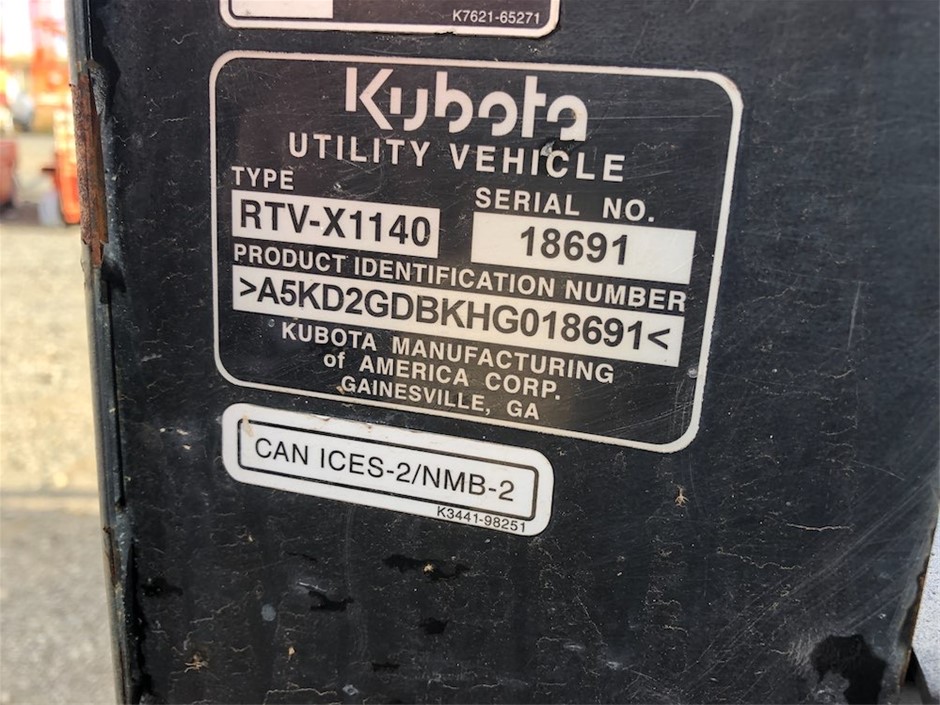 K7621-65271
Kubota
UTILITY VEHICLE
TYPE
SERIAL NO.
RTV-X1140
18691
PRODUCT IDENTIFICATION NUMBER
>A5KD2GDBKHG018691<
KUBOTA MANUFACTURING
of AMERICA CORP.
GAINESVILLE, GA
CAN ICES-2/NMB-2
K3441-98251